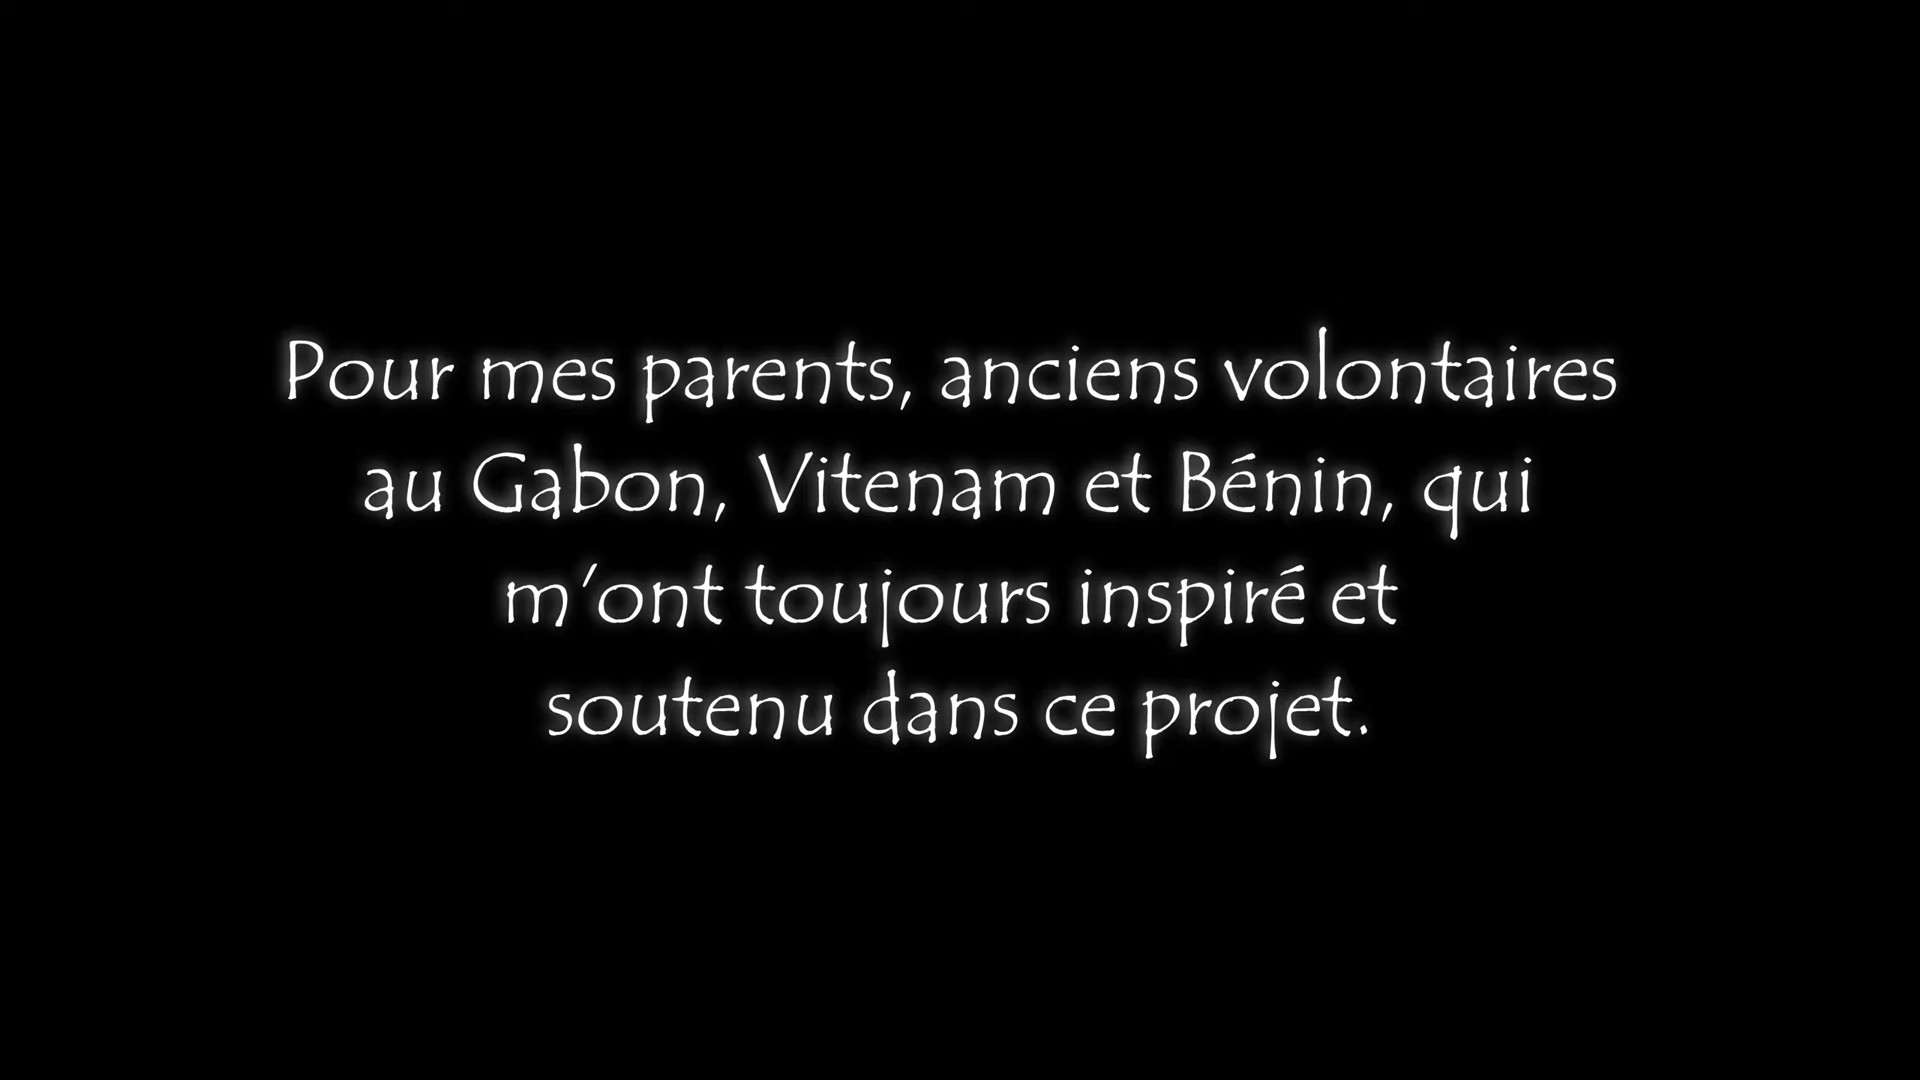 Pour mes parents, anciens volontaires
au Gabon, Vitenam et Bénin, qui
m'ont toujours inspiré et
soutenu dans ce projet.